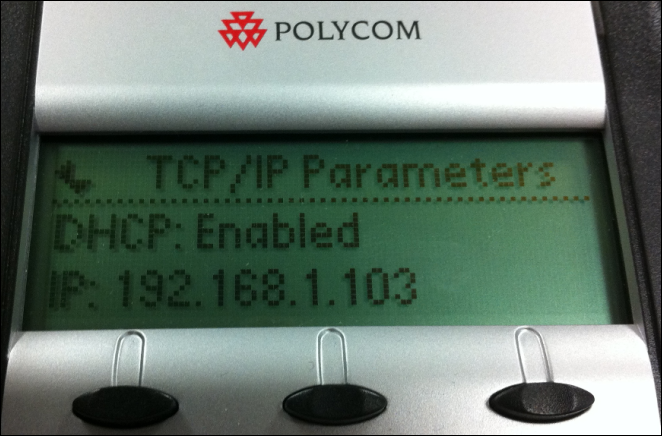 POLYCOM
TCP/IP Parameters
DHCP: Enabled
IP: 192.168.1.103